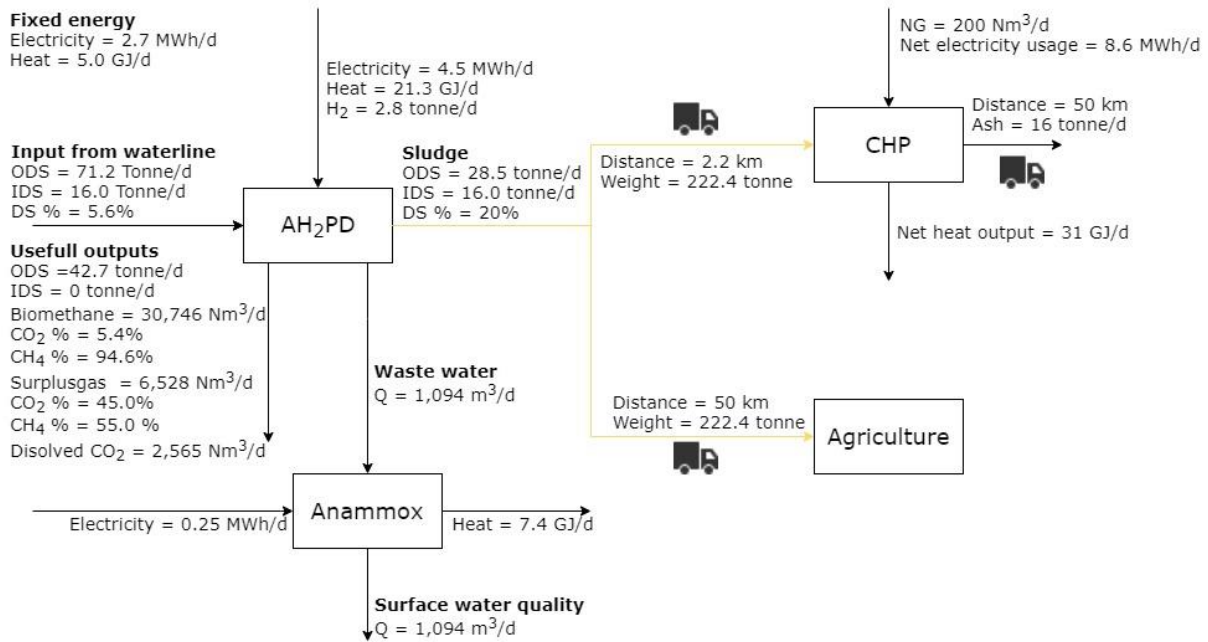 Fixed energy
Electricity = 2.7 MWh/d
Heat = 5.0 GJ/d
Electricity = 4.5 MWh/d
Heat = 21.3 GJ/d
H₂ = 2.8 tonne/d
NG = 200 Nm³/d
Net electricity usage = 8.6 MWh/d
Input from waterline
ODS = 71.2 Tonne/d
IDS = 16.0 Tonne/d
DS % = 5.6%
AH₂PD
Sludge
ODS = 28.5 tonne/d
IDS = 16.0 tonne/d
DS % = 20%
Distance = 2.2 km
Weight = 222.4 tonne
CHP
Distance = 50 km
Ash = 16 tonne/d
Net heat output = 31 GJ/d
Usefull outputs
ODS =42.7 tonne/d
IDS = 0 tonne/d
Biomethane = 30,746 Nm³/d
CO₂ % = 5.4%
CH₄ % = 94.6%
Surplusgas = 6,528 Nm³/d
CO₂ % = 45.0%
CH₄ % = 55.0 %
Disolved CO₂ = 2,565 Nm³/d
Waste water
Q = 1,094 m³/d
Distance = 50 km
Weight = 222.4 tonne
Agriculture
Electricity = 0.25 MWh/d
Anammox
Heat = 7.4 GJ/d
Surface water quality
Q = 1,094 m³/d